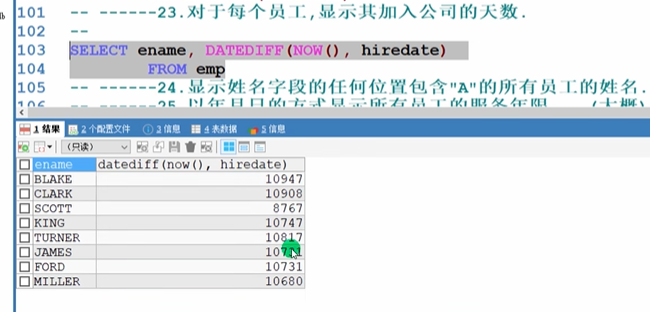 101 -- ------23.对于每个员工,显示其加入公司的天数.
102 --
103 SELECT ename, DATEDIFF(NOW(), hiredate)
104 FROM emp
105 -- ------24.显示姓名字段的任何位置包含"A"的所有员工的姓名.
106 -- ------25.以年月日的方式显示所有员工的服务年限. (大概)
1 结果 2 个配置文件 3 信息 4 表数据 5 信息
(只读)
ename datediff(now(), hiredate)
BLAKE 10947
CLARK 10908
SCOTT 8767
KING 10747
TURNER 10817
JAMES
FORD 10731
MILLER 10680